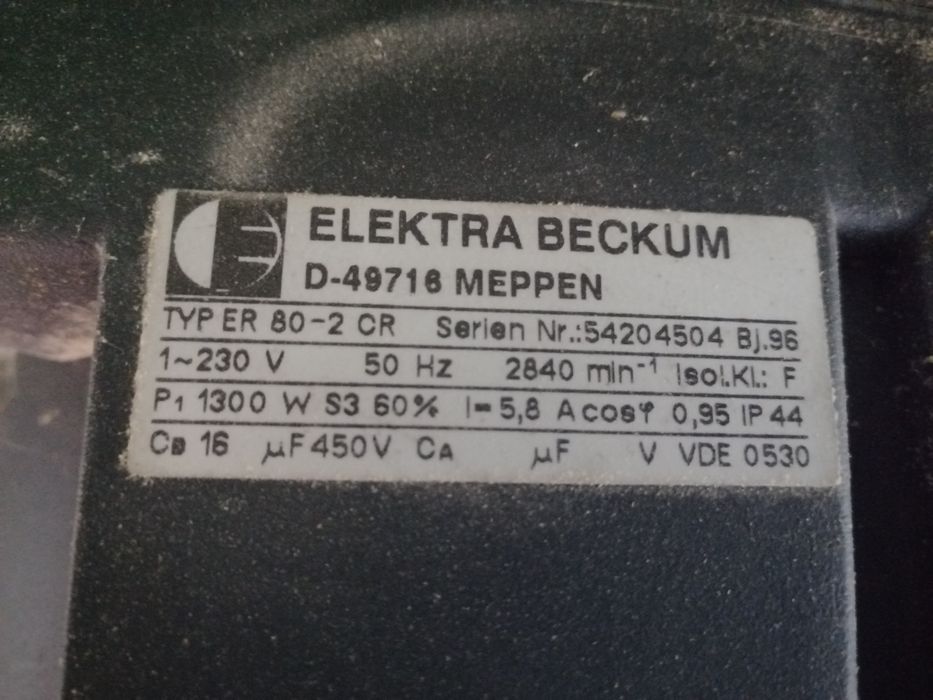 ELEKTRA BECKUM
D-49716 MEPPEN
TYP ER 80-2 CR Serien Nr.:54204504 Bj.96
1~230 V 50 Hz 2840 min⁻¹ Isol.Kl.: F
P1 1300 W S3 60% I= 5,8 A cosφ 0,95 IP 44
CB 16 µF 450V CA µF V VDE 0530